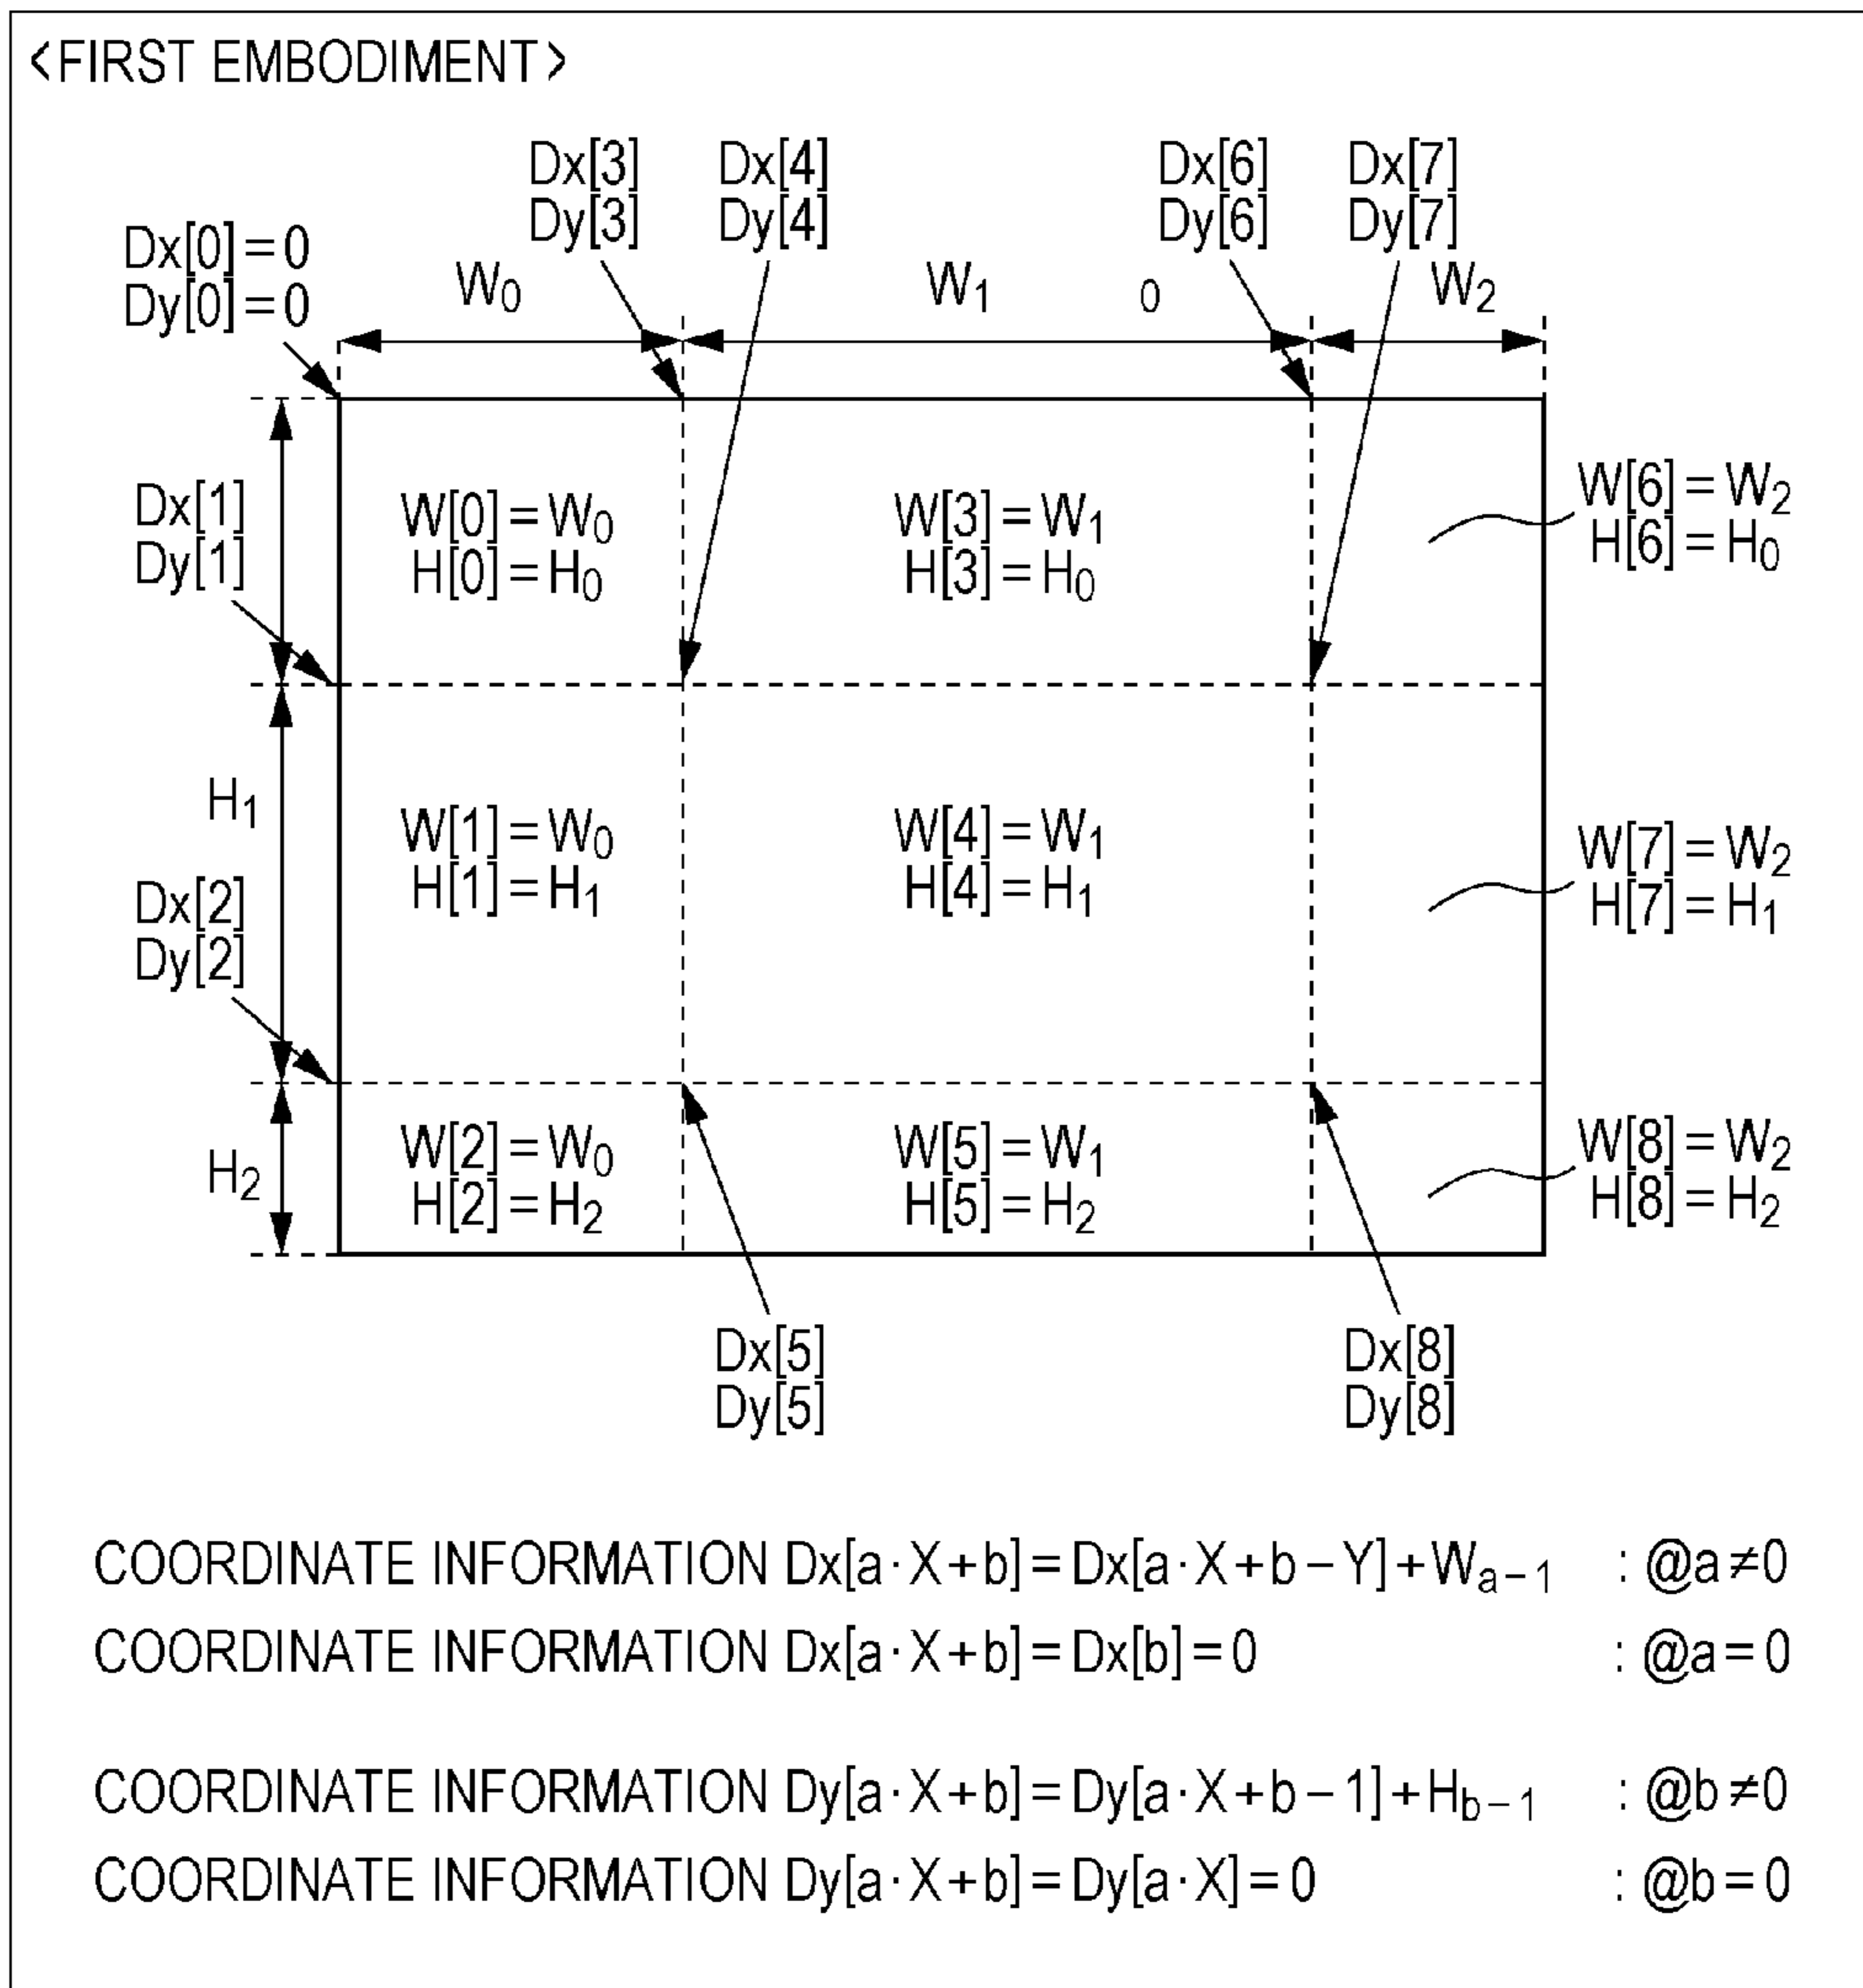 <FIRST EMBODIMENT>
Dx[3]
Dy[3]
Dx[4]
Dy[4]
Dx[6]
Dy[6]
Dx[7]
Dy[7]
Dx[0]=0
Dy[0]=0
W₀
W₁
0
W₂
Dx[1]
Dy[1]
W[0]=W₀
H[0]=H₀
W[3]=W₁
H[3]=H₀
W[6]=W₂
H[6]=H₀
H₁
W[1]=W₀
H[1]=H₁
W[4]=W₁
H[4]=H₁
W[7]=W₂
H[7]=H₁
Dx[2]
Dy[2]
H₂
W[2]=W₀
H[2]=H₂
W[5]=W₁
H[5]=H₂
W[8]=W₂
H[8]=H₂
Dx[5]
Dy[5]
Dx[8]
Dy[8]
COORDINATE INFORMATION Dx[a·X+b]=Dx[a·X+b−Y]+Wₐ₋₁ : @a≠0
COORDINATE INFORMATION Dx[a·X+b]=Dx[b]=0 : @a=0
COORDINATE INFORMATION Dy[a·X+b]=Dy[a·X+b−1]+H_{b−1} : @b≠0
COORDINATE INFORMATION Dy[a·X+b]=Dy[a·X]=0 : @b=0